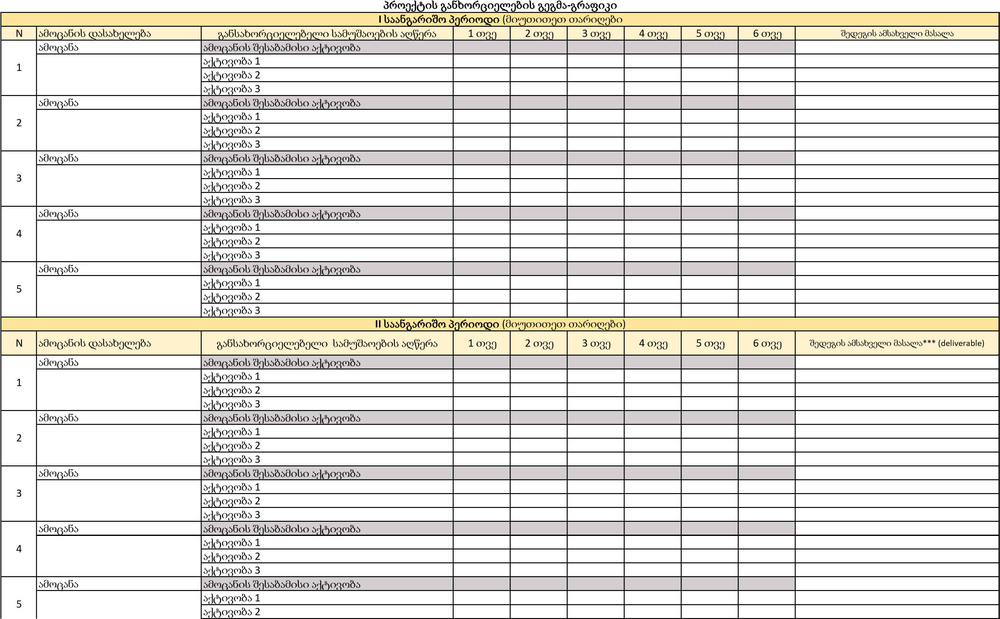 პროექტის განხორციელების გეგმა-გრაფიკი
I საანგარიშო პერიოდი (მიუთითეთ თარიღები
N ამოცანის დასახელება განსახორციელებელი სამუშაოების აღწერა 1 თვე 2 თვე 3 თვე 4 თვე 5 თვე 6 თვე შედეგის ამსახველი მასალა
ამოცანა ამოცანის შესაბამისი აქტივობა
1 აქტივობა 1
აქტივობა 2
აქტივობა 3
ამოცანა ამოცანის შესაბამისი აქტივობა
2 აქტივობა 1
აქტივობა 2
აქტივობა 3
ამოცანა ამოცანის შესაბამისი აქტივობა
3 აქტივობა 1
აქტივობა 2
აქტივობა 3
ამოცანა ამოცანის შესაბამისი აქტივობა
4 აქტივობა 1
აქტივობა 2
აქტივობა 3
ამოცანა ამოცანის შესაბამისი აქტივობა
5 აქტივობა 1
აქტივობა 2
აქტივობა 3
II საანგარიშო პერიოდი (მიუთითეთ თარიღები)
N ამოცანის დასახელება განსახორციელებელი სამუშაოების აღწერა 1 თვე 2 თვე 3 თვე 4 თვე 5 თვე 6 თვე შედეგის ამსახველი მასალა*** (deliverable)
ამოცანა ამოცანის შესაბამისი აქტივობა
1 აქტივობა 1
აქტივობა 2
აქტივობა 3
ამოცანა ამოცანის შესაბამისი აქტივობა
2 აქტივობა 1
აქტივობა 2
აქტივობა 3
ამოცანა ამოცანის შესაბამისი აქტივობა
3 აქტივობა 1
აქტივობა 2
აქტივობა 3
ამოცანა ამოცანის შესაბამისი აქტივობა
4 აქტივობა 1
აქტივობა 2
აქტივობა 3
ამოცანა ამოცანის შესაბამისი აქტივობა
5 აქტივობა 1
აქტივობა 2